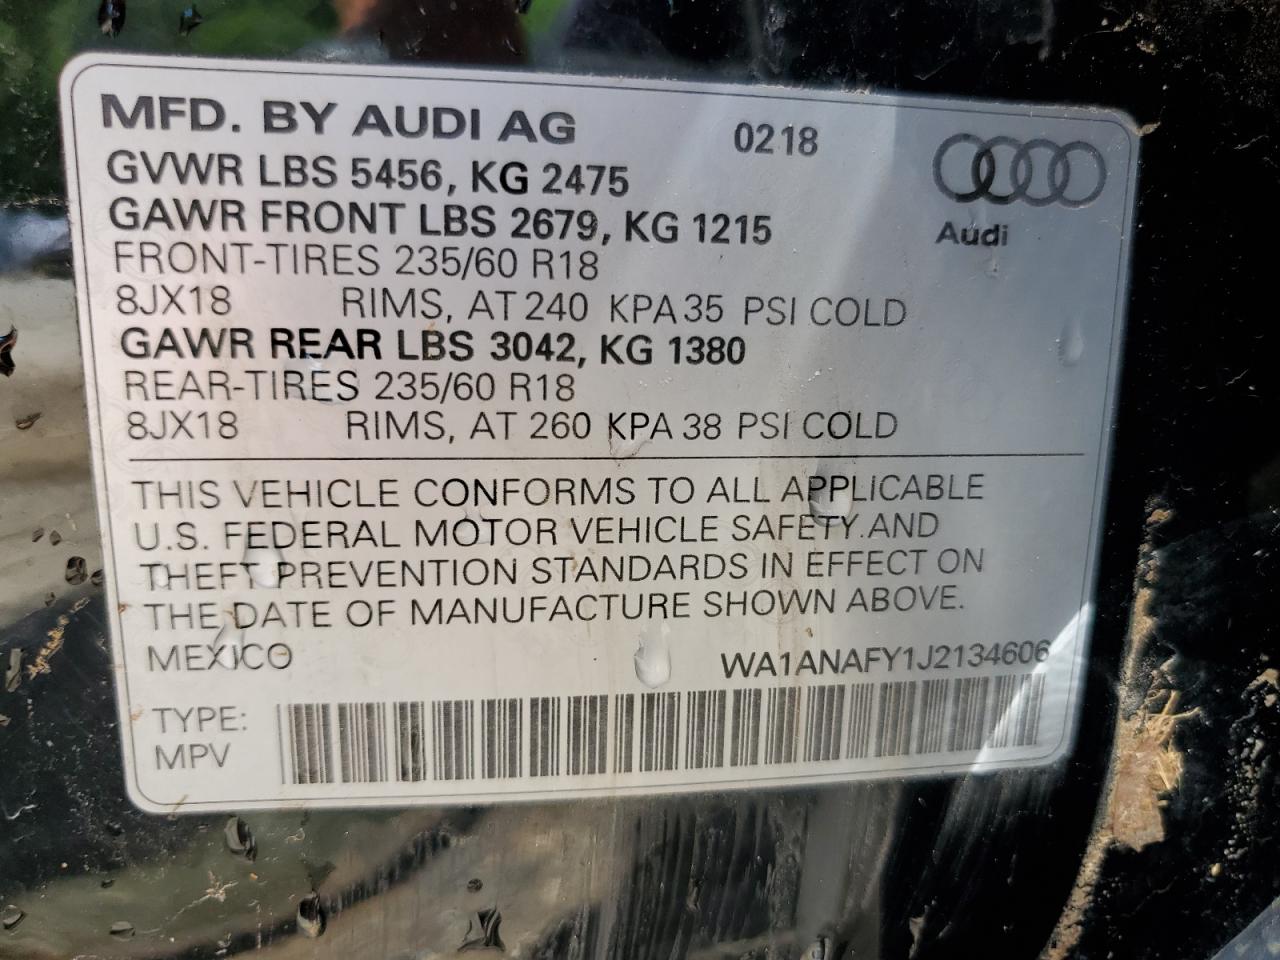 MFD. BY AUDI AG 0218
GVWR LBS 5456, KG 2475
GAWR FRONT LBS 2679, KG 1215
Audi
FRONT-TIRES 235/60 R18
8JX18 RIMS, AT 240 KPA 35 PSI COLD
GAWR REAR LBS 3042, KG 1380
REAR-TIRES 235/60 R18
8JX18 RIMS, AT 260 KPA 38 PSI COLD
THIS VEHICLE CONFORMS TO ALL APPLICABLE
U.S. FEDERAL MOTOR VEHICLE SAFETY AND
THEFT PREVENTION STANDARDS IN EFFECT ON
THE DATE OF MANUFACTURE SHOWN ABOVE.
MEXICO WA1ANAFY1J2134606
TYPE:
MPV